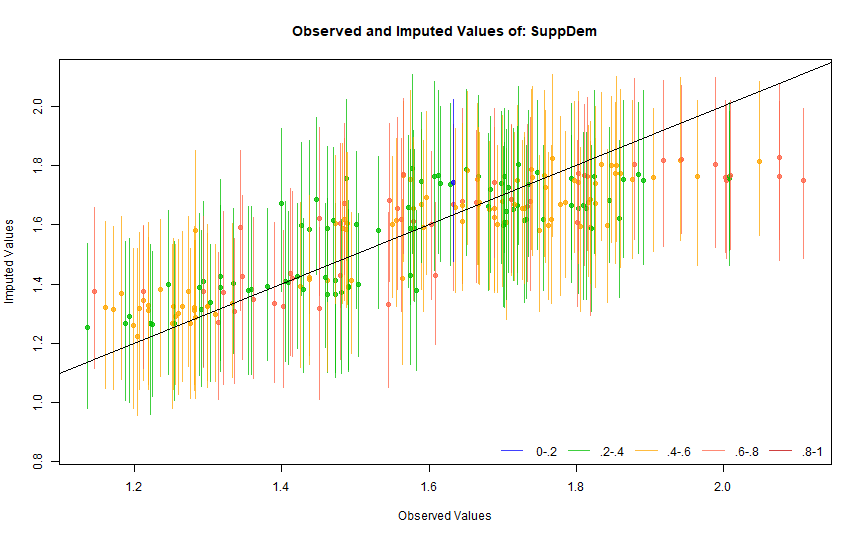 Observed and Imputed Values of: SuppDem
Imputed Values
2.0
1.8
1.6
1.4
1.2
1.0
0.8
0-.2 .2-.4 .4-.6 .6-.8 .8-1
1.2 1.4 1.6 1.8 2.0
Observed Values